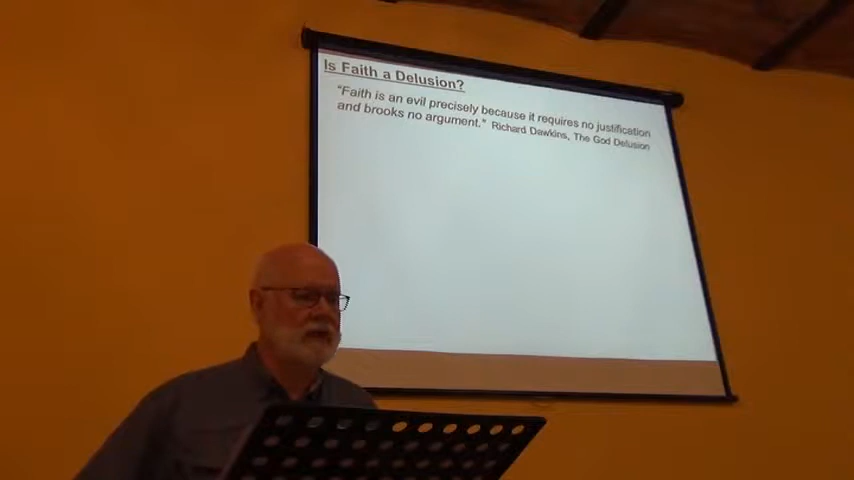 Is Faith a Delusion?
“Faith is an evil precisely because it requires no justification
and brooks no argument.” Richard Dawkins, The God Delusion